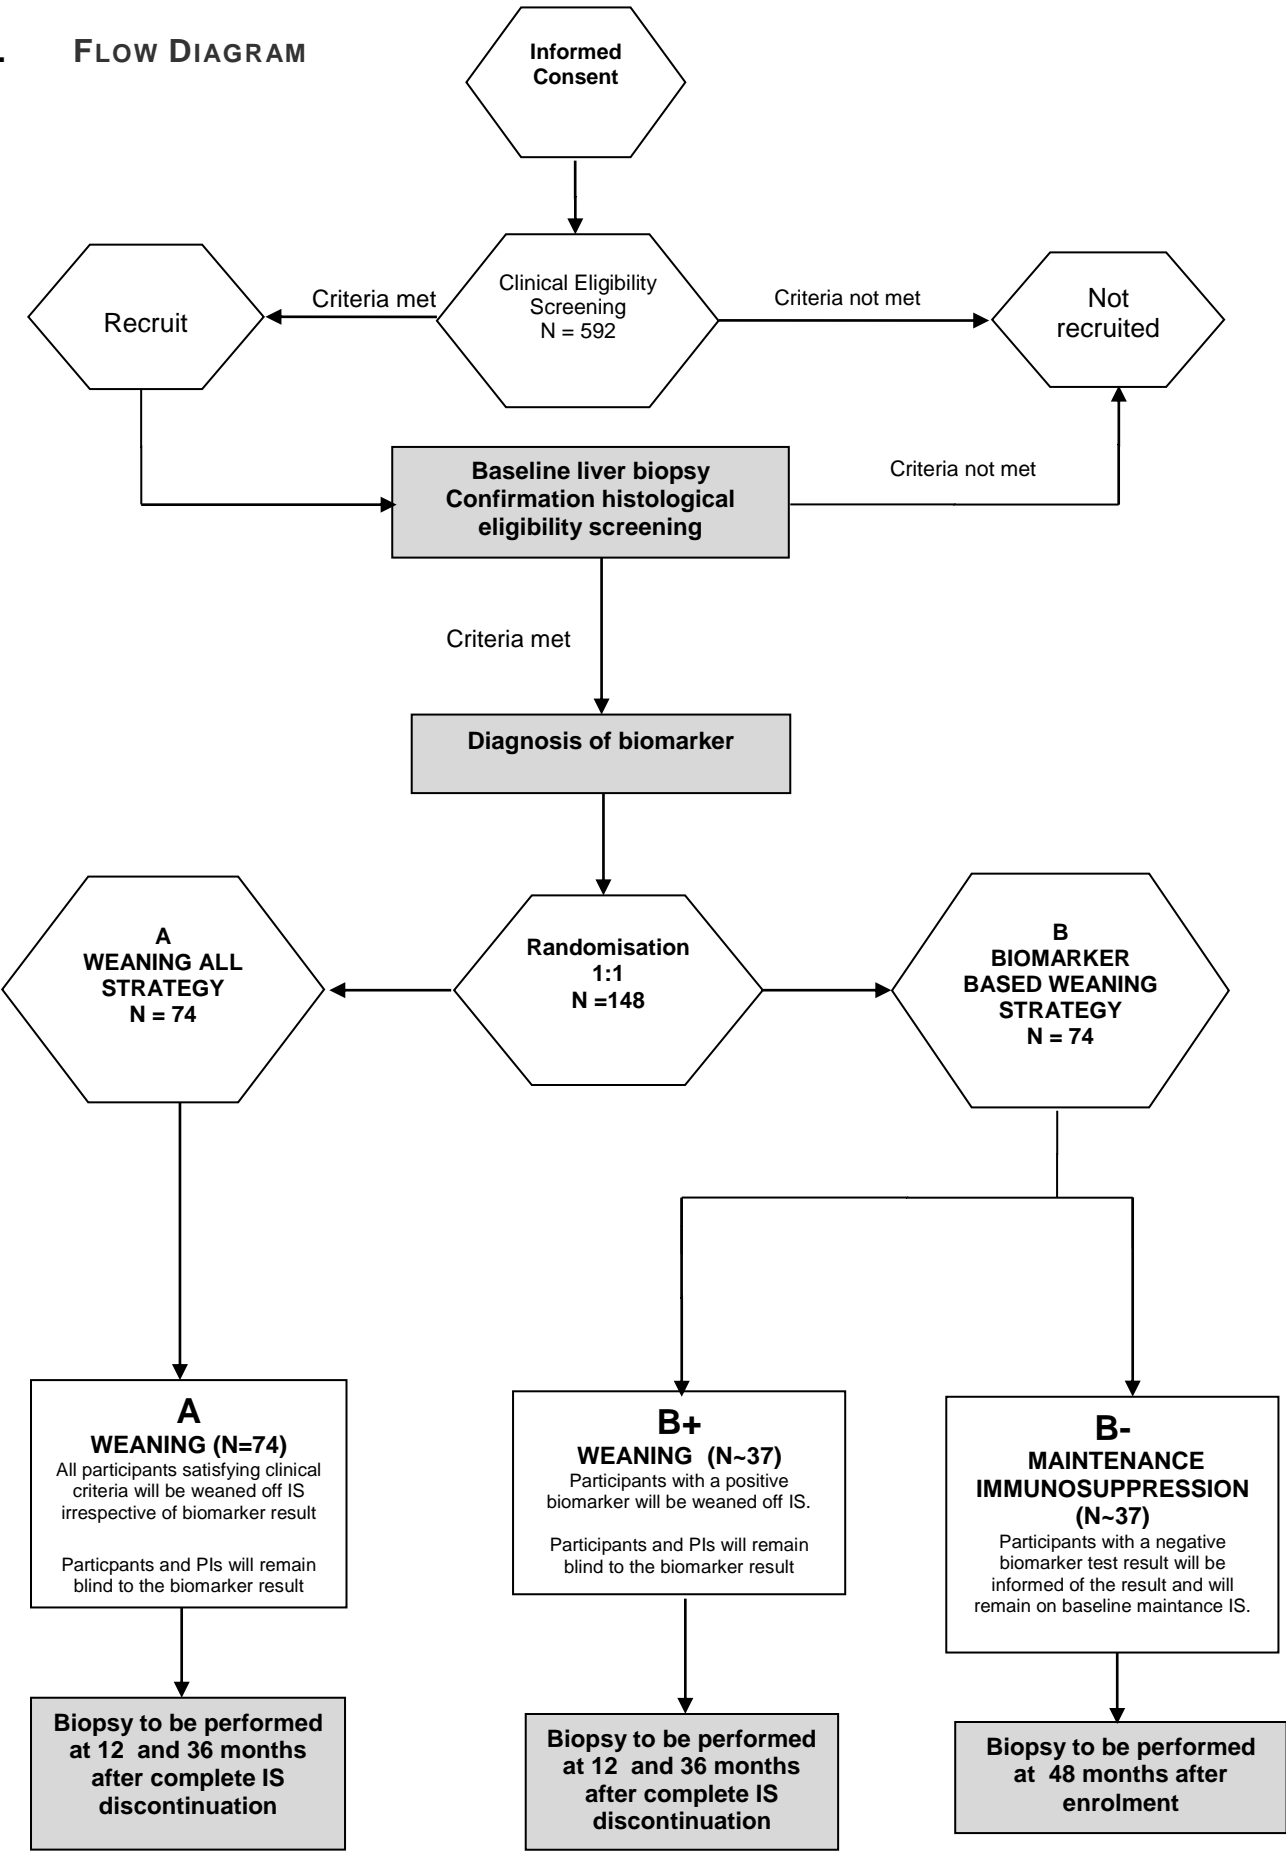 . FLOW DIAGRAM
Informed
Consent
Clinical Eligibility
Screening
N = 592
Criteria met
Recruit
Criteria not met
Not
recruited
Baseline liver biopsy
Confirmation histological
eligibility screening
Criteria not met
Criteria met
Diagnosis of biomarker
Randomisation
1:1
N =148
A
WEANING ALL
STRATEGY
N = 74
B
BIOMARKER
BASED WEANING
STRATEGY
N = 74
A
WEANING (N=74)
All participants satisfying clinical
criteria will be weaned off IS
irrespective of biomarker result
Particpants and PIs will remain
blind to the biomarker result
B+
WEANING (N~37)
Participants with a positive
biomarker will be weaned off IS.
Participants and PIs will remain
blind to the biomarker result
B-
MAINTENANCE
IMMUNOSUPPRESSION
(N~37)
Participants with a negative
biomarker test result will be
informed of the result and will
remain on baseline maintance IS.
Biopsy to be performed
at 12 and 36 months
after complete IS
discontinuation
Biopsy to be performed
at 12 and 36 months
after complete IS
discontinuation
Biopsy to be performed
at 48 months after
enrolment